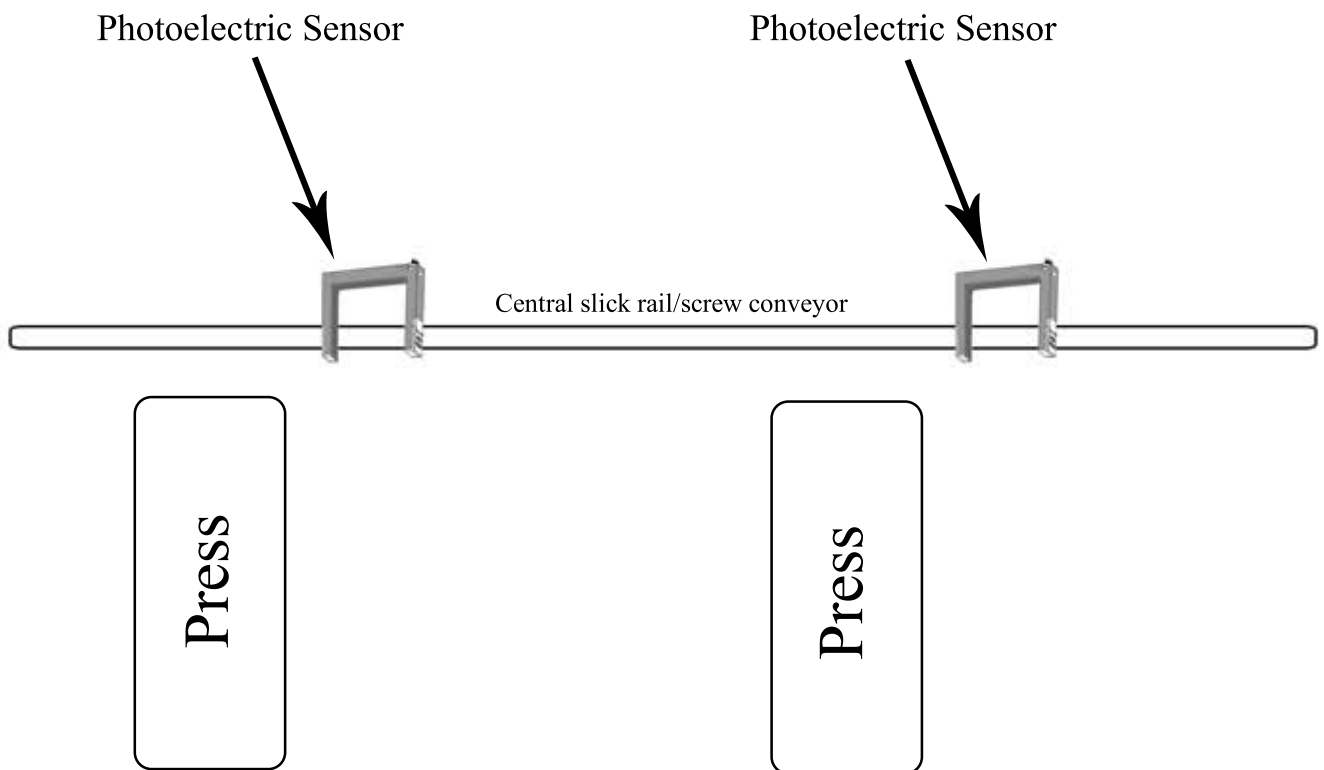 Photoelectric Sensor
Photoelectric Sensor
Central slick rail/screw conveyor
Press
Press